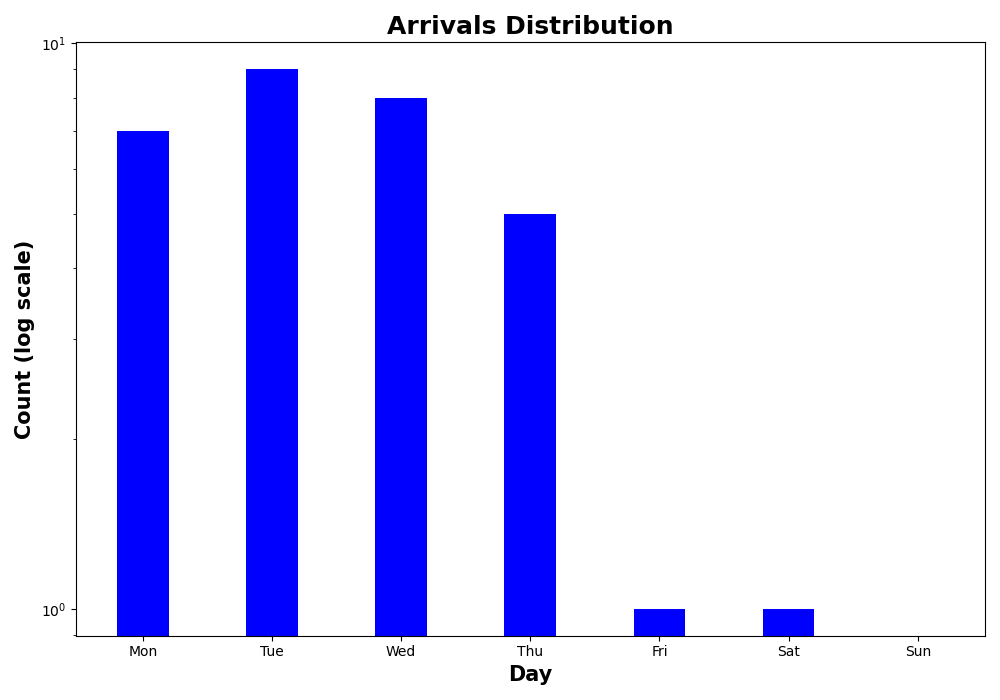 Arrivals Distribution
10¹
10⁰
Count (log scale)
Mon Tue Wed Thu Fri Sat Sun
Day